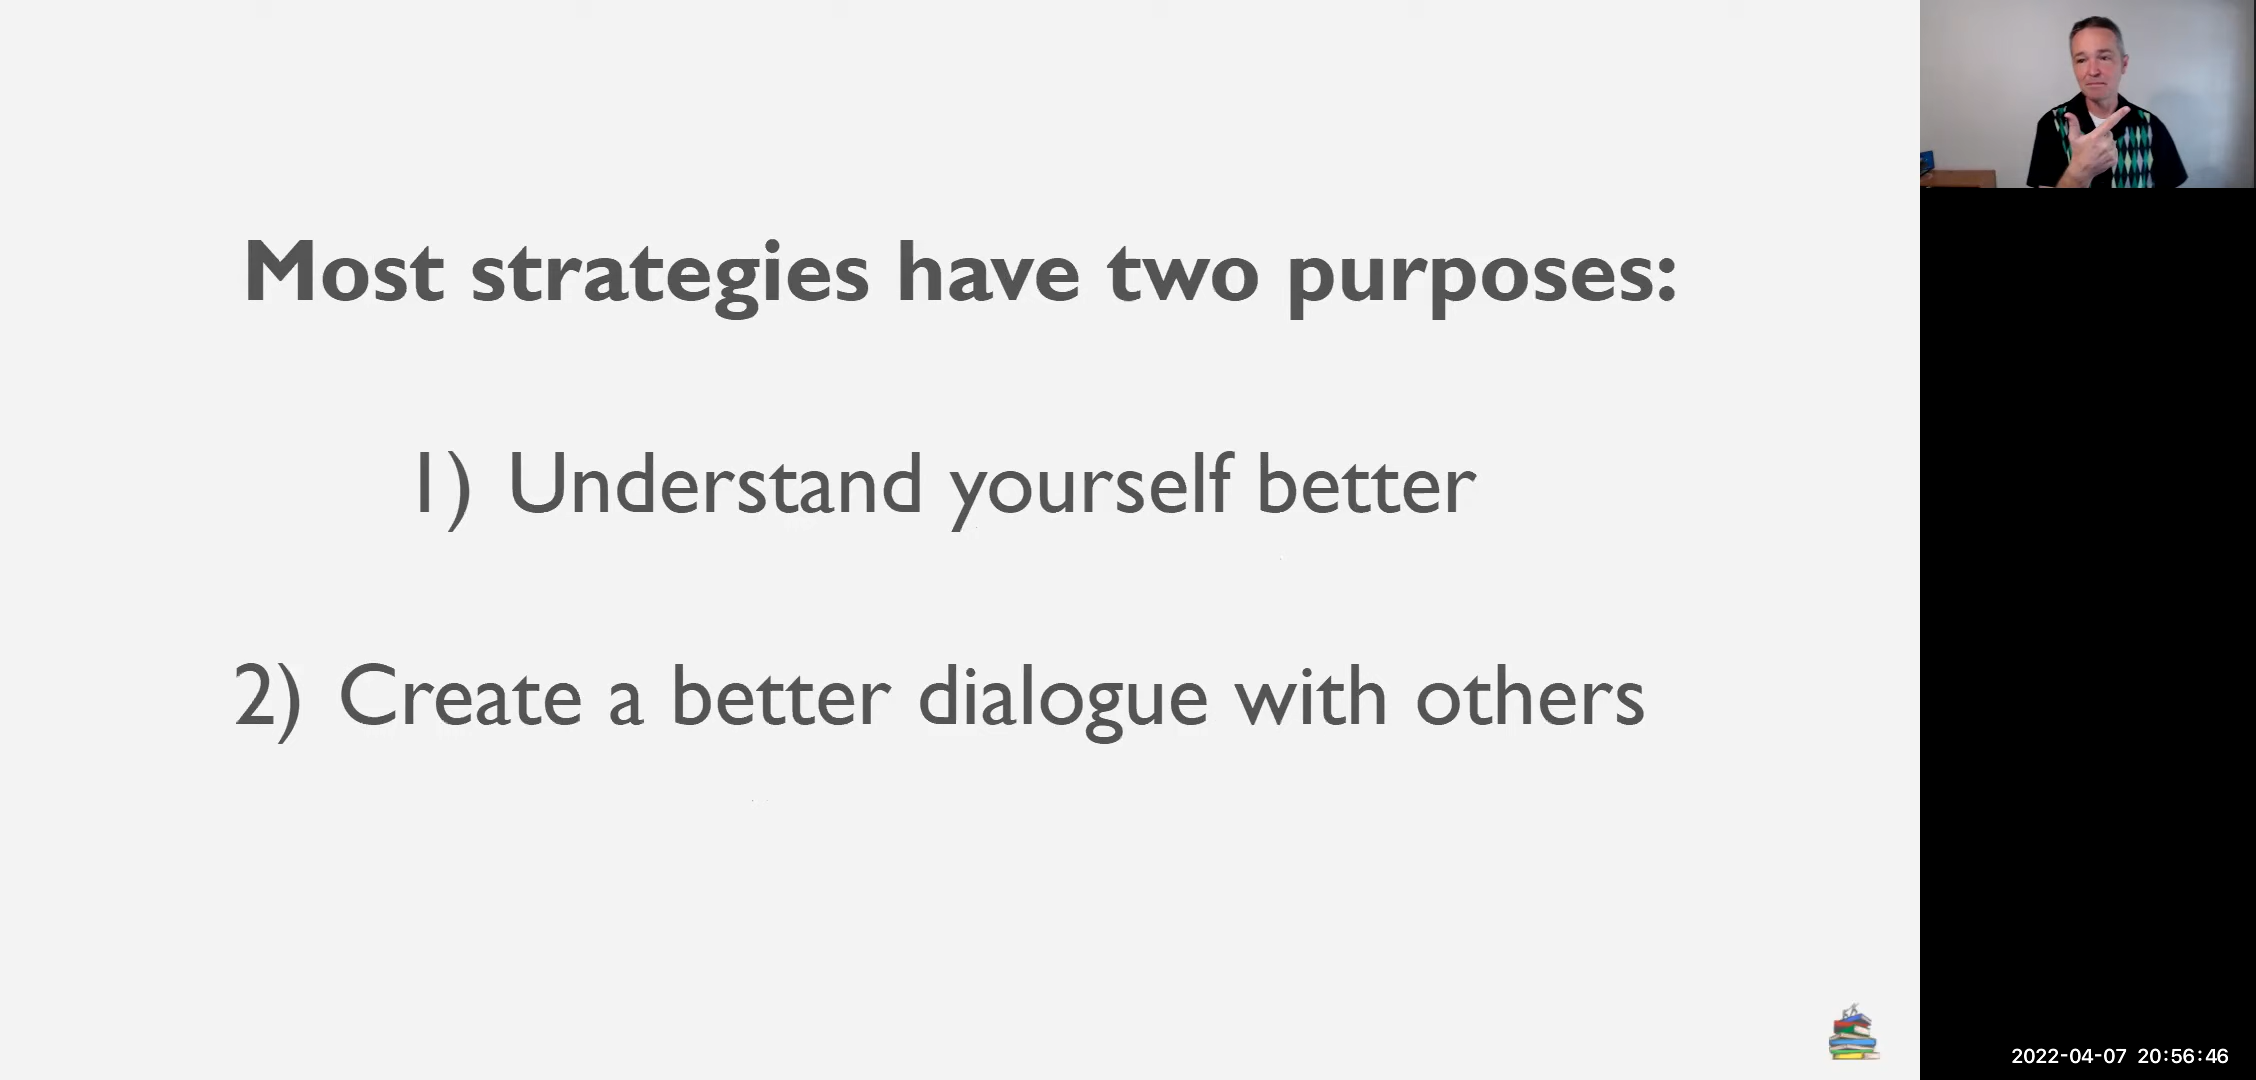 Most strategies have two purposes:
1) Understand yourself better
2) Create a better dialogue with others
2022-04-07 20:56:46